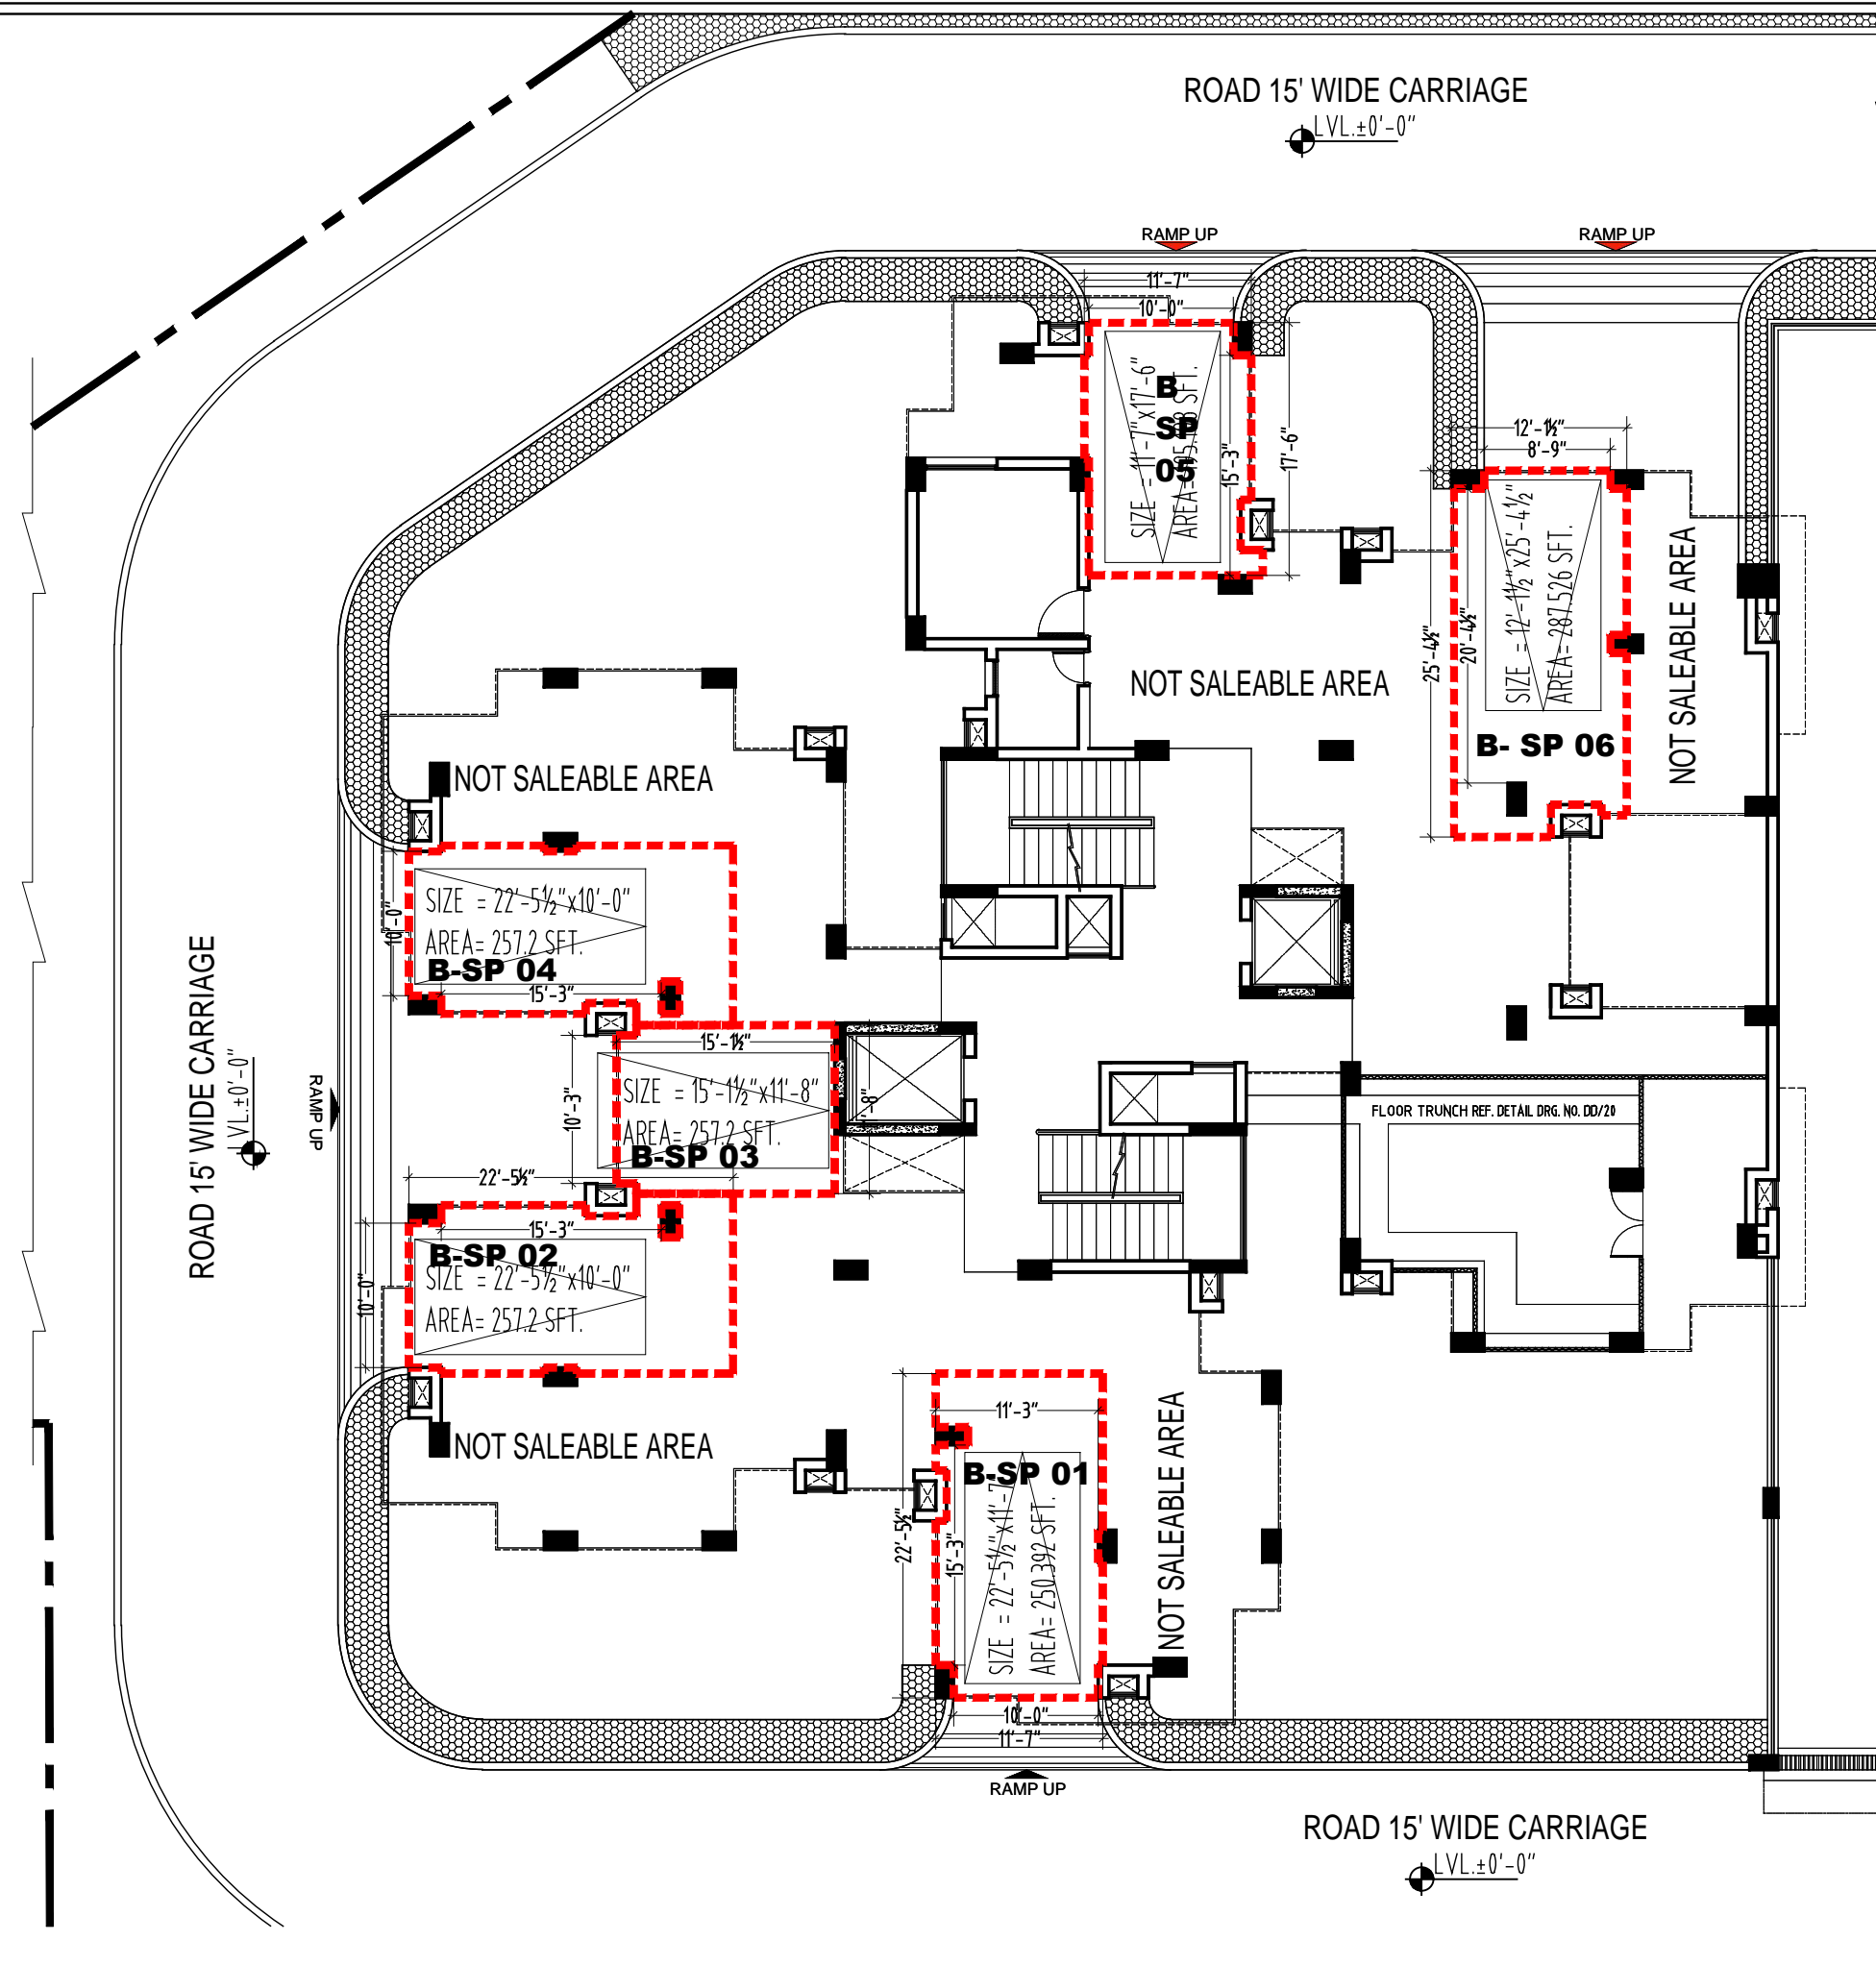 ROAD 15' WIDE CARRIAGE
LVL.±0'-0"
RAMP UP
RAMP UP
11'-7"
10'-0"
SIZE = 11'-7"x17'-6"
B
SP
05
15'-3"
17'-6"
12'-1½"
8'-9"
25'-4½"
20'-4½"
SIZE = 12'-1½"x25'-4½"
AREA= 287.526 SFT.
B- SP 06
NOT SALEABLE AREA
NOT SALEABLE AREA
NOT SALEABLE AREA
SIZE = 22'-5½"x10'-0"
AREA= 257.2 SFT.
B-SP 04
10'-0"
15'-3"
15'-1½"
SIZE = 15'-1½"x11'-8"
AREA= 257.2 SFT.
B-SP 03
10'-3"
FLOOR TRUNCH REF. DETAIL DRG. NO. DD/20
ROAD 15' WIDE CARRIAGE
LVL.±0'-0"
RAMP UP
22'-5½"
15'-3"
B-SP 02
SIZE = 22'-5½"x10'-0"
AREA= 257.2 SFT.
10'-0"
NOT SALEABLE AREA
11'-3"
B-SP 01
SIZE = 22'-5½"x11'-7"
AREA= 250.392 SFT.
22'-5½"
15'-3"
NOT SALEABLE AREA
10'-0"
11'-7"
RAMP UP
ROAD 15' WIDE CARRIAGE
LVL.±0'-0"